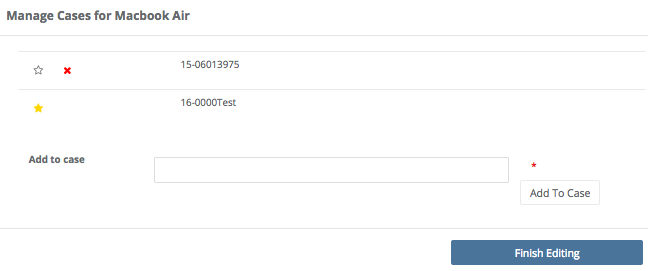 Manage Cases for Macbook Air
15-06013975
16-0000Test
Add to case
*
Add To Case
Finish Editing